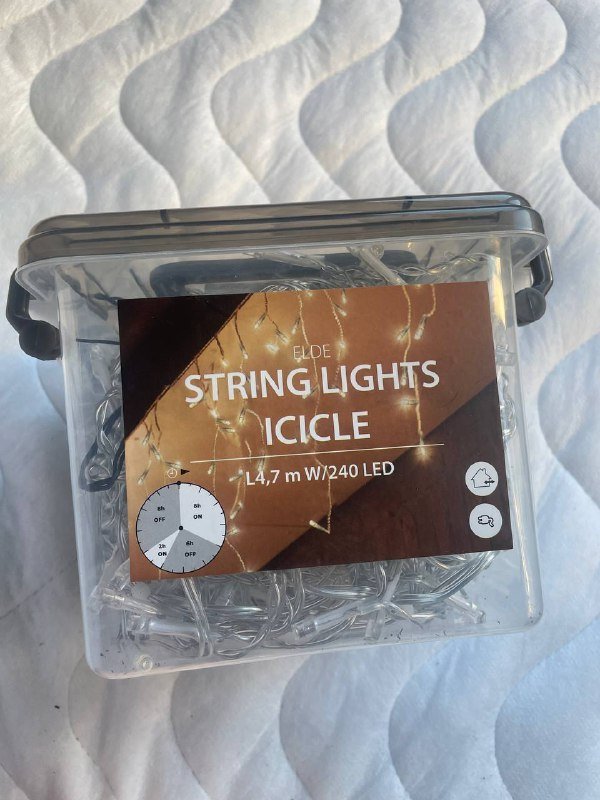 ELDE
STRING LIGHTS
ICICLE
L4,7 m W/240 LED
8h
OFF
8h
ON
2h
ON
6h
OFF